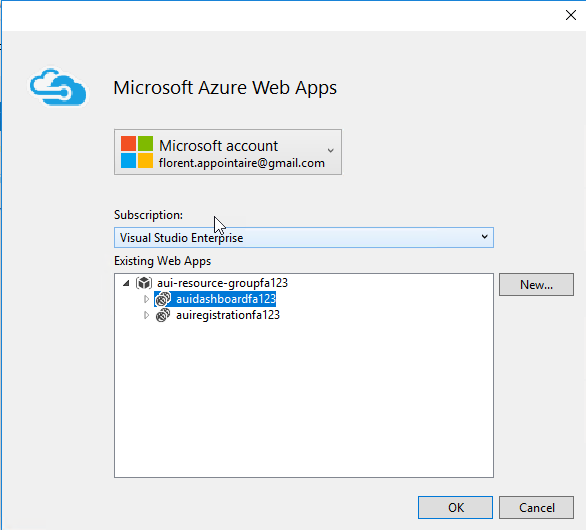 Microsoft Azure Web Apps
Microsoft account
florent.appointaire@gmail.com
Subscription:
Visual Studio Enterprise
Existing Web Apps
aui-resource-groupfa123
auidashboardfa123
auiregistrationfa123
New...
OK
Cancel